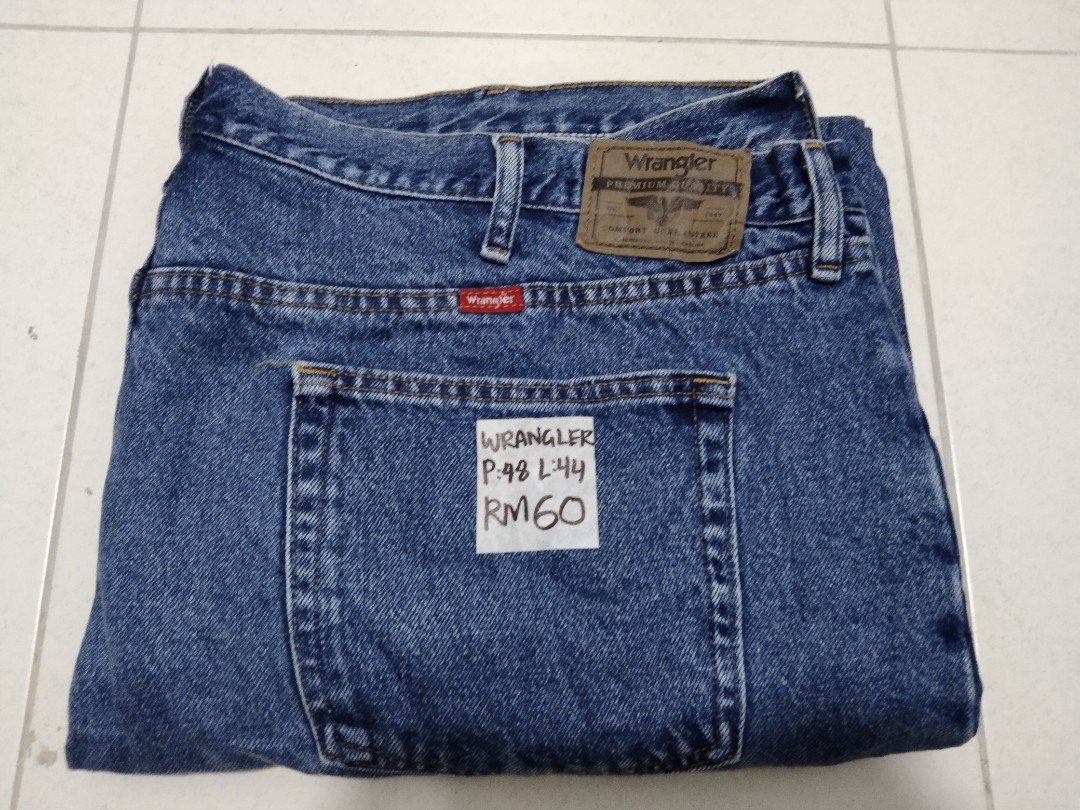 Wrangler
PREMIUM QUALITY
COMFORT GUARANTEED
Wrangler
WRANGLER
P:48 L:44
RM60